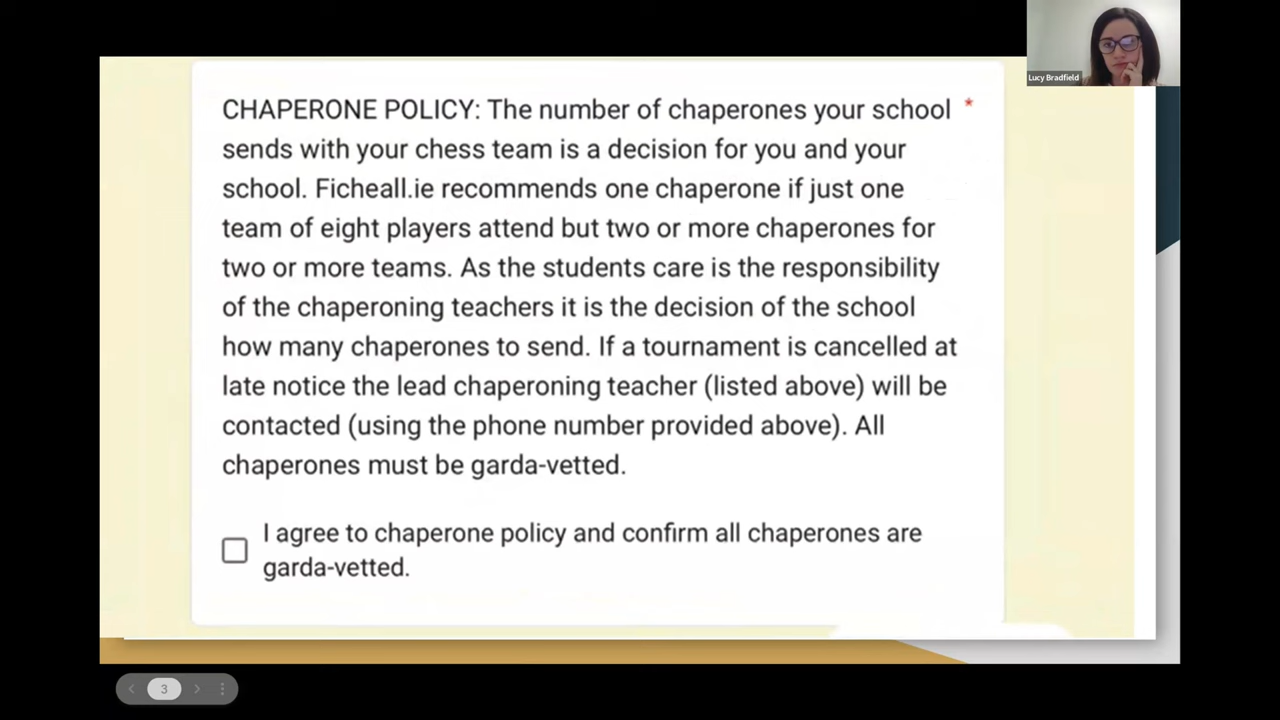 Lucy Bradfield
CHAPERONE POLICY: The number of chaperones your school *
sends with your chess team is a decision for you and your
school. Ficheall.ie recommends one chaperone if just one
team of eight players attend but two or more chaperones for
two or more teams. As the students care is the responsibility
of the chaperoning teachers it is the decision of the school
how many chaperones to send. If a tournament is cancelled at
late notice the lead chaperoning teacher (listed above) will be
contacted (using the phone number provided above). All
chaperones must be garda-vetted.
I agree to chaperone policy and confirm all chaperones are
garda-vetted.
3